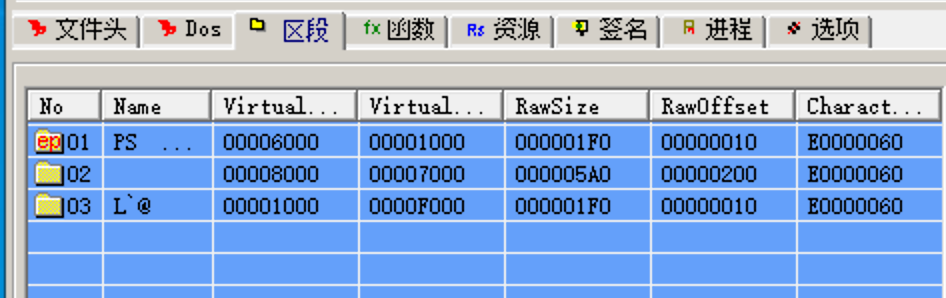 文件头 Dos 区段 fx 函数 Rs 资源 签名 进程 选项
No Name Virtual... Virtual... RawSize RawOffset Charact...
ep 01 PS ... 00006000 00001000 000001F0 00000010 E0000060
02 00008000 00007000 000005A0 00000200 E0000060
03 L`@ 00001000 0000F000 000001F0 00000010 E0000060